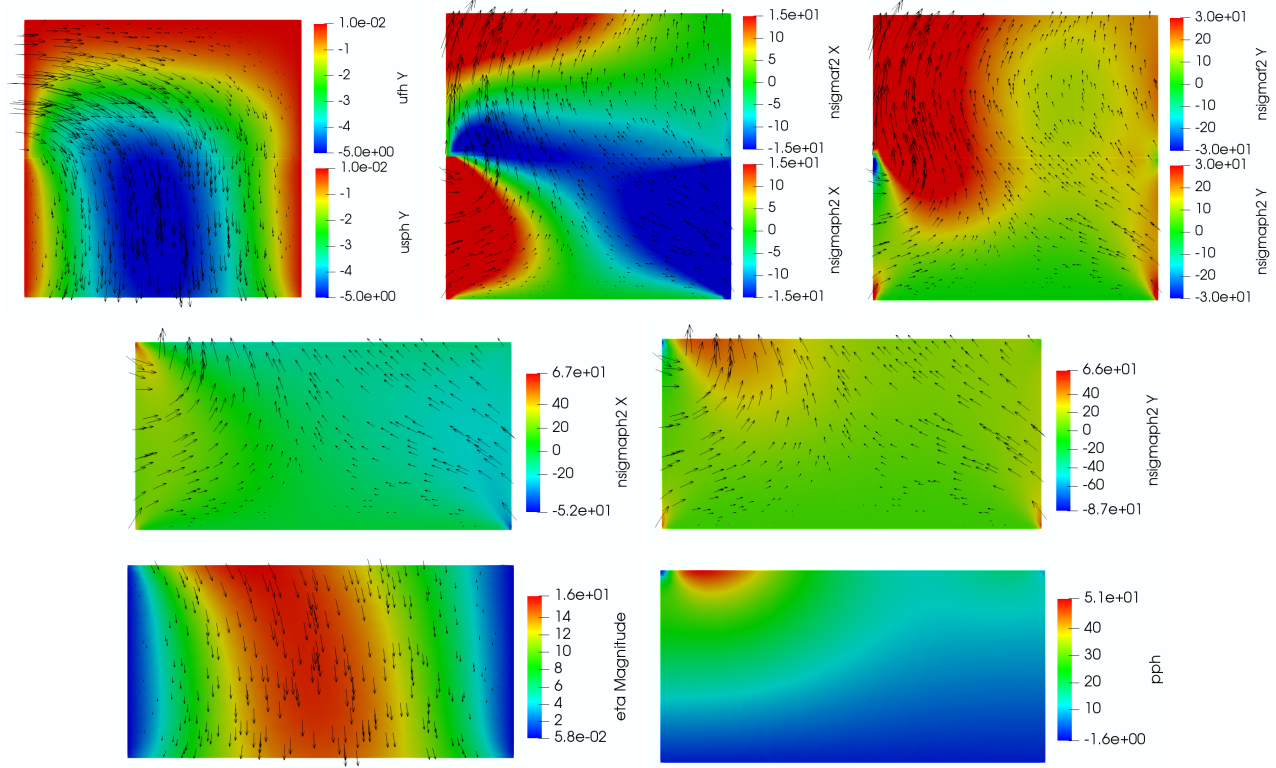 1.0e-02
-1
-2
-3
-4
-5.0e+00
ufh Y
1.0e-02
-1
-2
-3
-4
-5.0e+00
usph Y
1.5e+01
10
5
0
-5
-10
-1.5e+01
nsigmaf2 X
1.5e+01
10
5
0
-5
-10
-1.5e+01
nsigmaph2 X
3.0e+01
20
10
0
-10
20
-3.0e+01
nsigmaf2 Y
3.0e+01
20
10
0
-10
20
-3.0e+01
nsigmaph2 Y
6.7e+01
40
20
0
-20
-5.2e+01
nsigmaph2 X
6.6e+01
40
20
0
-20
-40
-60
-8.7e+01
nsigmaph2 Y
1.6e+01
14
12
10
8
6
4
2
5.8e-02
eta Magnitude
5.1e+01
40
30
20
10
-1.6e+00
pph